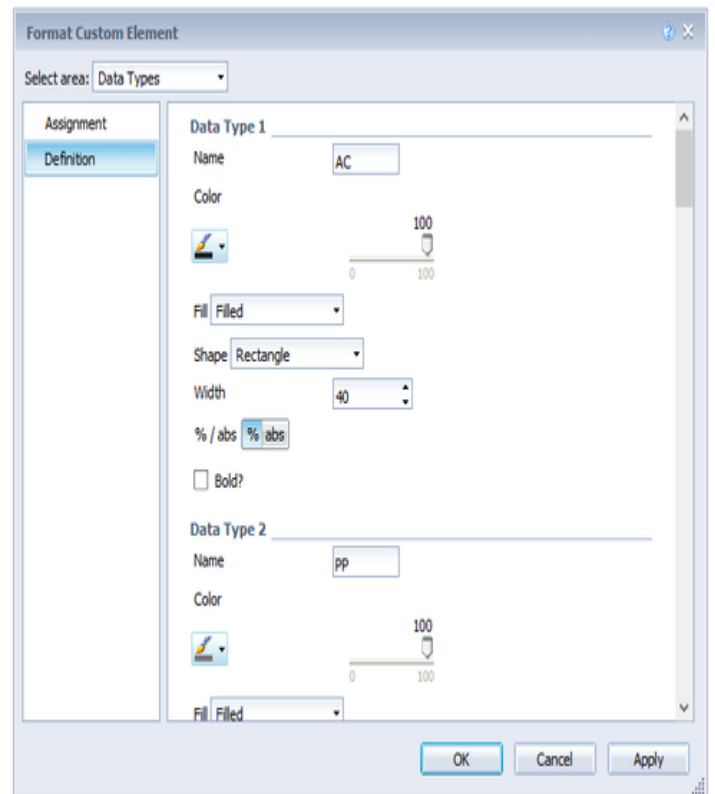 Format Custom Element
Select area: Data Types
Assignment
Definition
Data Type 1
Name AC
Color
100
0 100
Fill Filled
Shape Rectangle
Width 40
% / abs % abs
Bold?
Data Type 2
Name PP
Color
100
0 100
Fill Filled
OK Cancel Apply